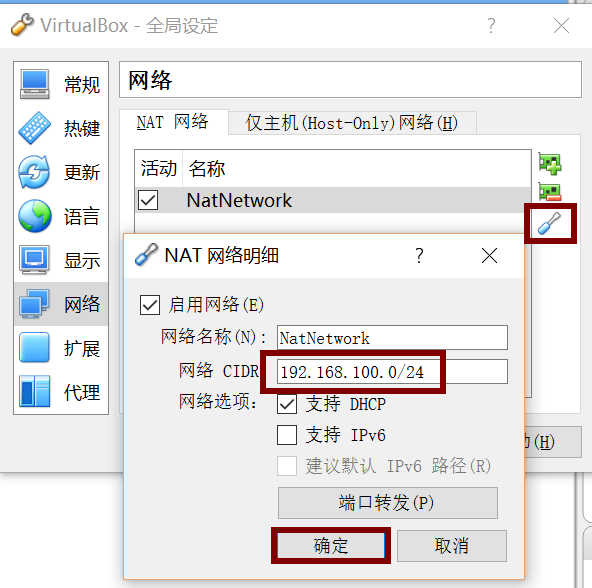 VirtualBox - 全局设定
常规
热键
更新
语言
显示
网络
扩展
代理
网络
NAT 网络
仅主机(Host-Only)网络(H)
活动 名称
NatNetwork
NAT 网络明细
启用网络(E)
网络名称(N): NatNetwork
网络 CIDR 192.168.100.0/24
网络选项: 支持 DHCP
支持 IPv6
建议默认 IPv6 路径(R)
端口转发(P)
确定 取消
(H)